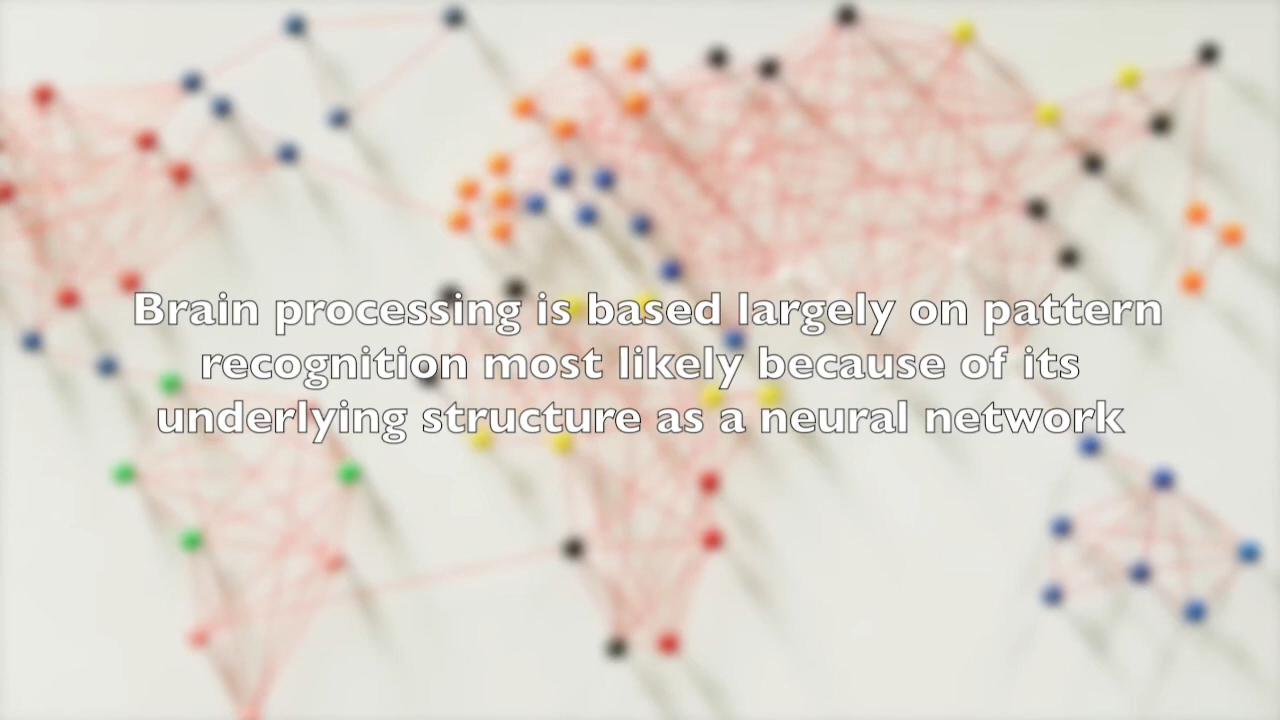 Brain processing is based largely on pattern
recognition most likely because of its
underlying structure as a neural network